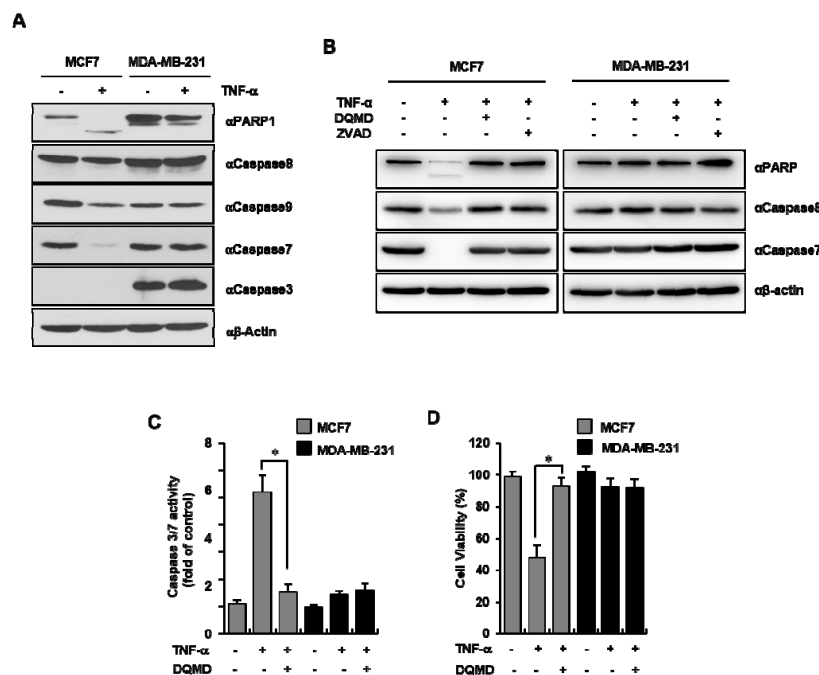 A
MCF7 MDA-MB-231
- + - + TNF-α
αPARP1
αCaspase8
αCaspase9
αCaspase7
αCaspase3
αβ-Actin
B
MCF7 MDA-MB-231
TNF-α - + + + - + + +
DQMD - - + - - - + -
ZVAD - - - + - - - +
αPARP
αCaspase8
αCaspase7
αβ-actin
C
MCF7
MDA-MB-231
Caspase 3/7 activity
(fold of control)
8
6
4
2
2
0
*
TNF-α - + + - + +
DQMD - - + - - +
D
MCF7
MDA-MB-231
Cell Viability (%)
120
100
80
60
40
20
0
*
TNF-α - + + - + +
DQMD - - + - - +